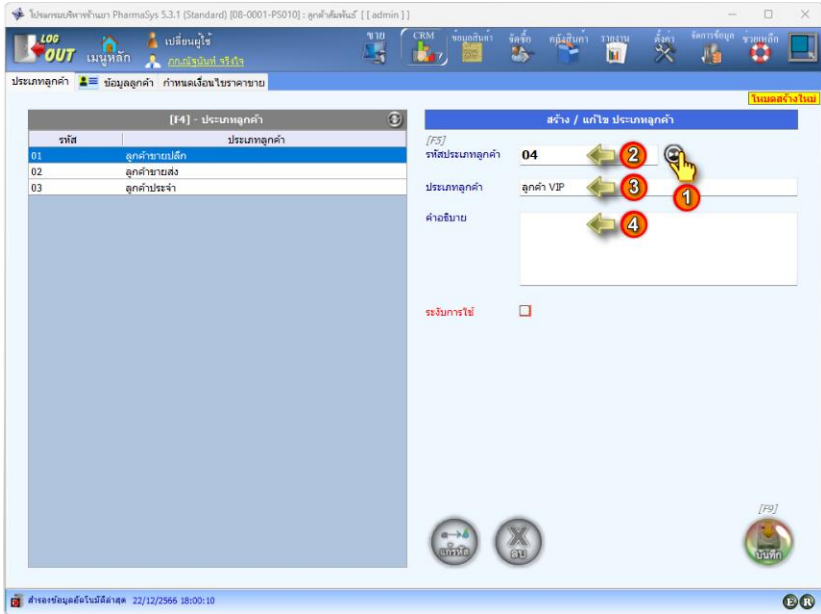 โปรแกรมบริหารร้านยา PharmaSys 5.3.1 (Standard) [08-0001-PS010] : ลูกค้าสัมพันธ์ [ [ admin ] ]
LOG OUT เมนูหลัก เปลี่ยนผู้ใช้ ขาย CRM ข้อมูลสินค้า จัดซื้อ คลังสินค้า รายงาน ตั้งค่า จัดการข้อมูล ช่วยเหลือ
ประเภทลูกค้า ข้อมูลลูกค้า กำหนดเงื่อนไขราคาขาย
โหมดสร้างใหม่
[F4] - ประเภทลูกค้า
รหัส ประเภทลูกค้า
01 ลูกค้าขายปลีก
02 ลูกค้าขายส่ง
03 ลูกค้าประจำ
สร้าง / แก้ไข ประเภทลูกค้า
[F5]
รหัสประเภทลูกค้า 04 2
1
ประเภทลูกค้า ลูกค้า VIP 3
คำอธิบาย 4
ระงับการใช้
แก้รหัส ลบ
[F9]
บันทึก
สำรองข้อมูลอัตโนมัติล่าสุด 22/12/2566 18:00:10 E R